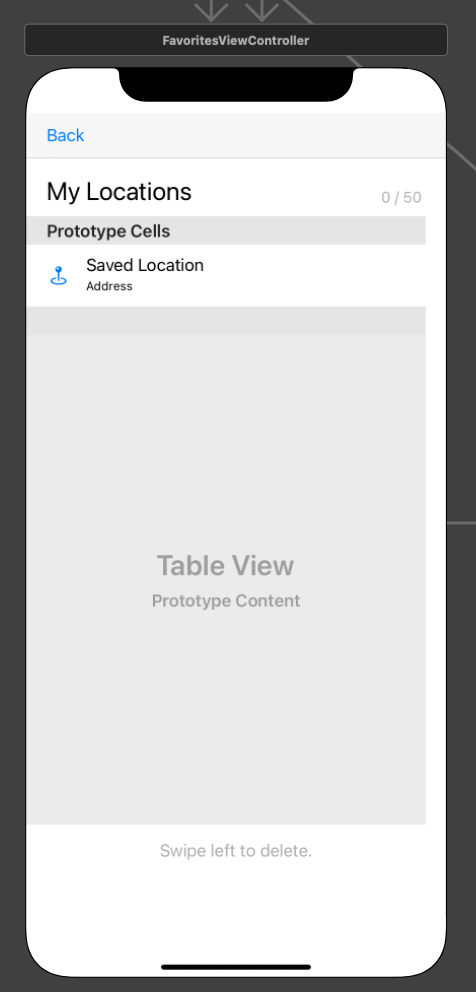 FavoritesViewController
Back
My Locations
0 / 50
Prototype Cells
Saved Location
Address
Table View
Prototype Content
Swipe left to delete.